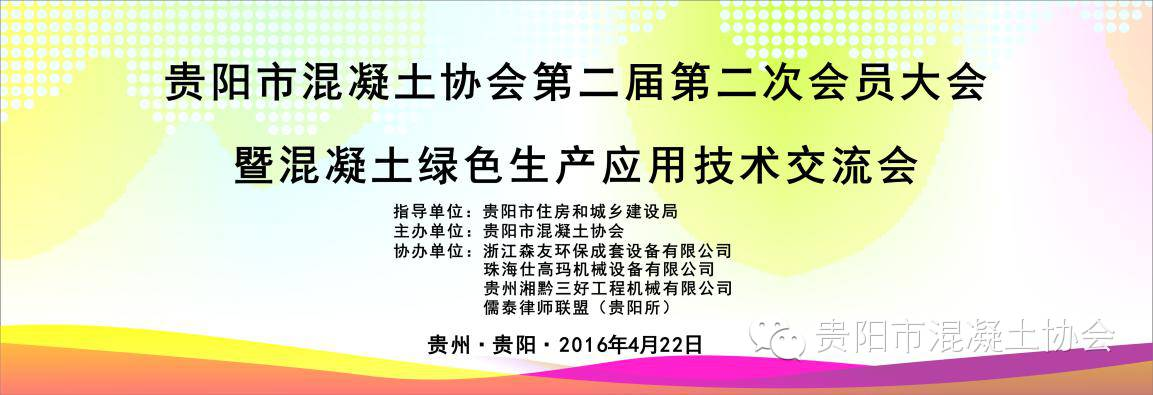 贵阳市混凝土协会第二届第二次会员大会
暨混凝土绿色生产应用技术交流会
指导单位：贵阳市住房和城乡建设局
主办单位：贵阳市混凝土协会
协办单位：浙江森友环保成套设备有限公司
珠海仕高玛机械设备有限公司
贵州湘黔三好工程机械有限公司
儒泰律师联盟（贵阳所）
贵州·贵阳·2016年4月22日
贵阳市混凝土协会